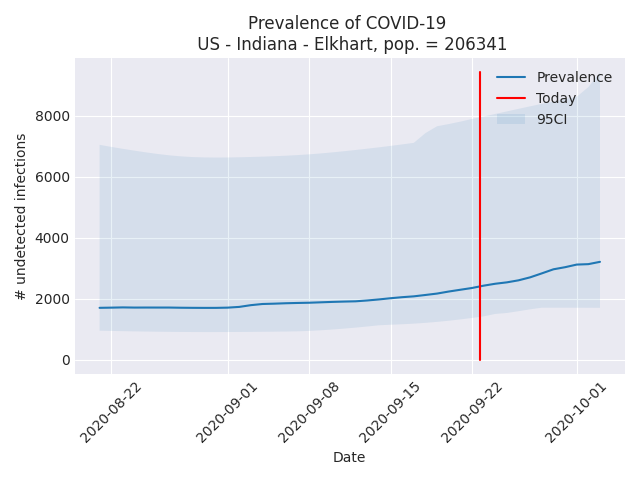 Prevalence of COVID-19
US - Indiana - Elkhart, pop. = 206341
Prevalence
Today
95CI
8000
6000
4000
2000
0
# undetected infections
2020-08-22
2020-09-01
2020-09-08
2020-09-15
2020-09-22
2020-10-01
Date